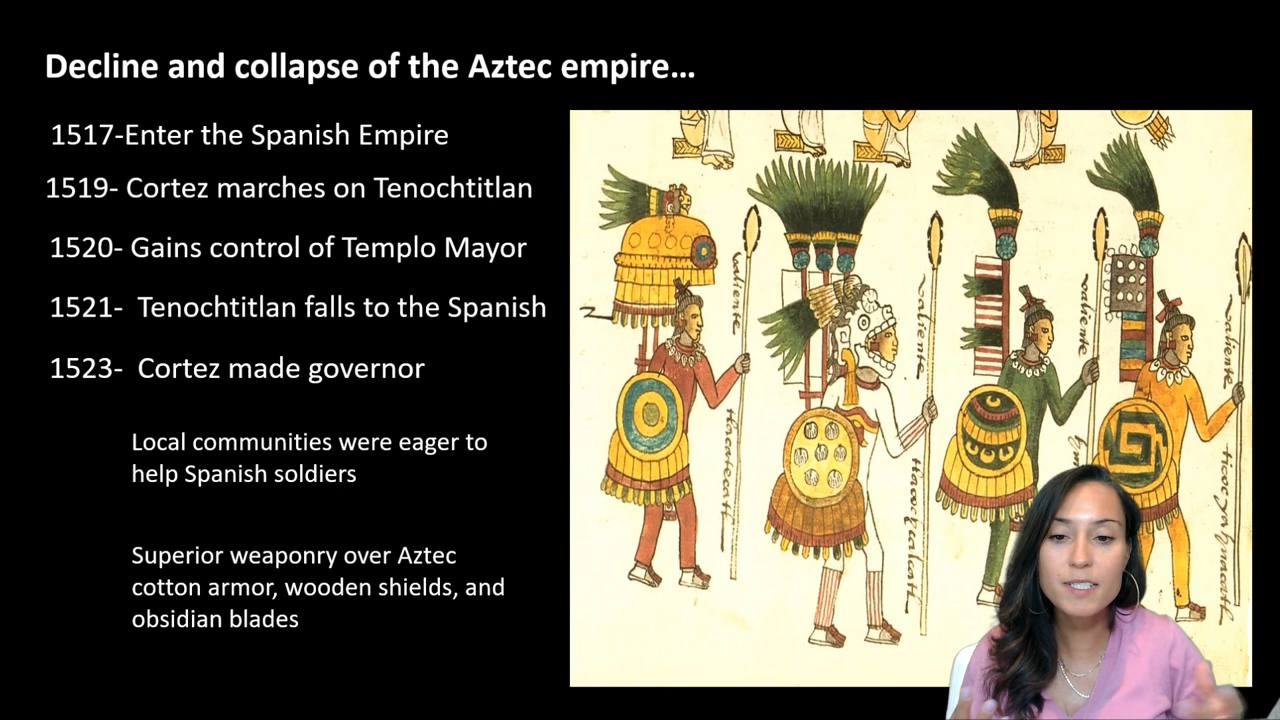 Decline and collapse of the Aztec empire…
1517-Enter the Spanish Empire
1519- Cortez marches on Tenochtitlan
1520- Gains control of Templo Mayor
1521-  Tenochtitlan falls to the Spanish
1523-  Cortez made governor
Local communities were eager to
help Spanish soldiers
Superior weaponry over Aztec
cotton armor, wooden shields, and
obsidian blades
valiente
valiente
valiente
valiente